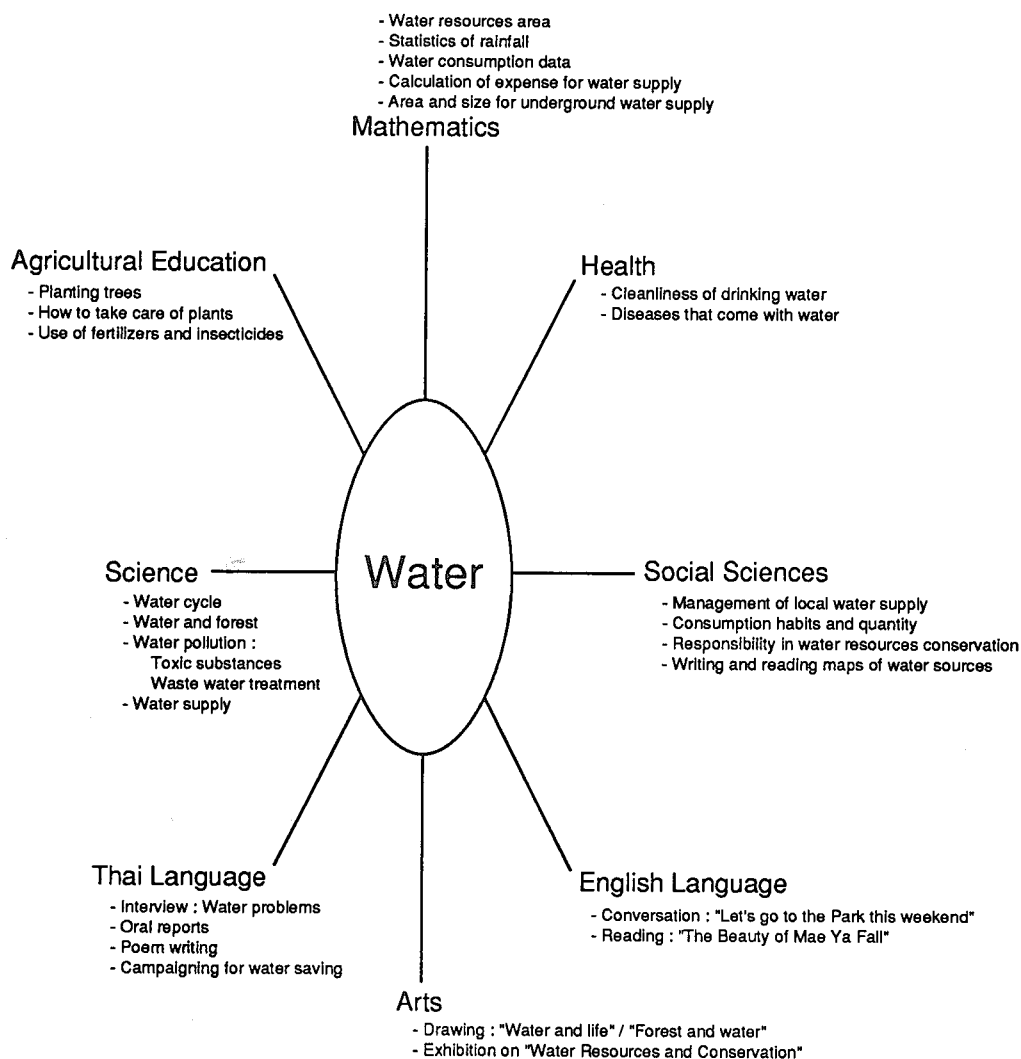 - Water resources area
- Statistics of rainfall
- Water consumption data
- Calculation of expense for water supply
- Area and size for underground water supply
Mathematics
Agricultural Education
- Planting trees
- How to take care of plants
- Use of fertilizers and insecticides
Health
- Cleanliness of drinking water
- Diseases that come with water
Water
Science
- Water cycle
- Water and forest
- Water pollution :
Toxic substances
Waste water treatment
- Water supply
Social Sciences
- Management of local water supply
- Consumption habits and quantity
- Responsibility in water resources conservation
- Writing and reading maps of water sources
Thai Language
- Interview : Water problems
- Oral reports
- Poem writing
- Campaigning for water saving
English Language
- Conversation : "Let's go to the Park this weekend"
- Reading : "The Beauty of Mae Ya Fall"
Arts
- Drawing : "Water and life" / "Forest and water"
- Exhibition on "Water Resources and Conservation"